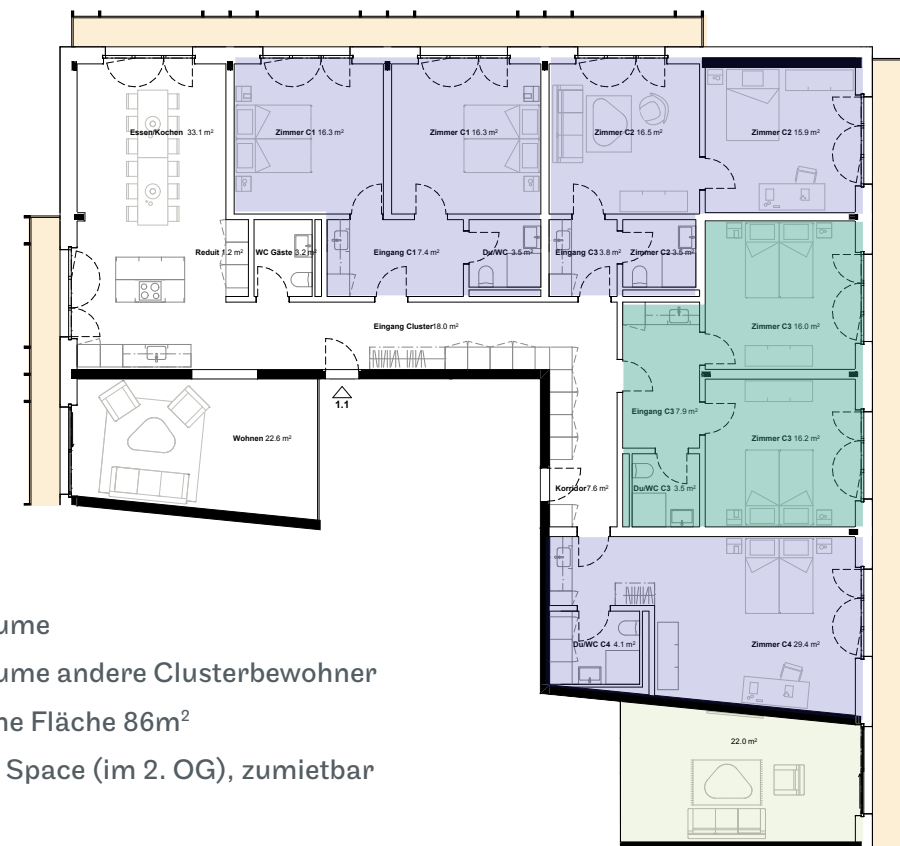 Essen/Kochen 33.1 m²
Zimmer C1 16.3 m²
Zimmer C1 16.3 m²
Zimmer C2 16.5 m²
Zimmer C2 15.9 m²
Reduit 1.2 m²
WC Gäste 3.2 m²
Eingang C1 7.4 m²
Du/WC 3.5 m²
Eingang C3 3.8 m²
Zimmer C2 3.5 m²
Eingang Cluster 18.0 m²
Zimmer C3 16.0 m²
1.1
Eingang C3 7.9 m²
Wohnen 22.6 m²
Zimmer C3 16.2 m²
Korridor 7.6 m²
Du/WC C3 3.5 m²
Du/WC C4 4.1 m²
Zimmer C4 29.4 m²
22.0 m²
ume
ume andere Clusterbewohner
ne Fläche 86m²
Space (im 2. OG), zumietbar